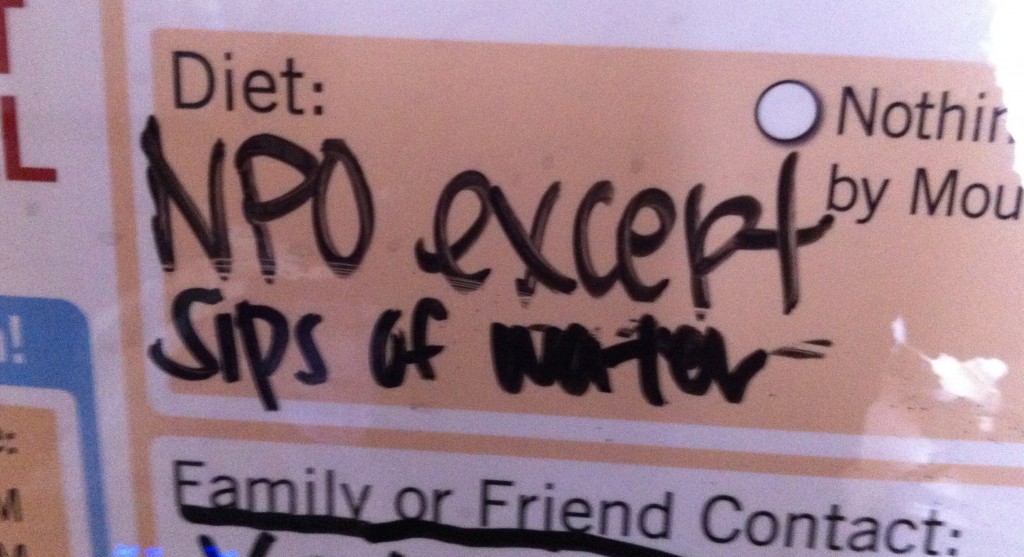 Diet:
Nothin
by Mou
NPO except
Sips of water
Family or Friend Contact:
T
L
n!
e:
M
M